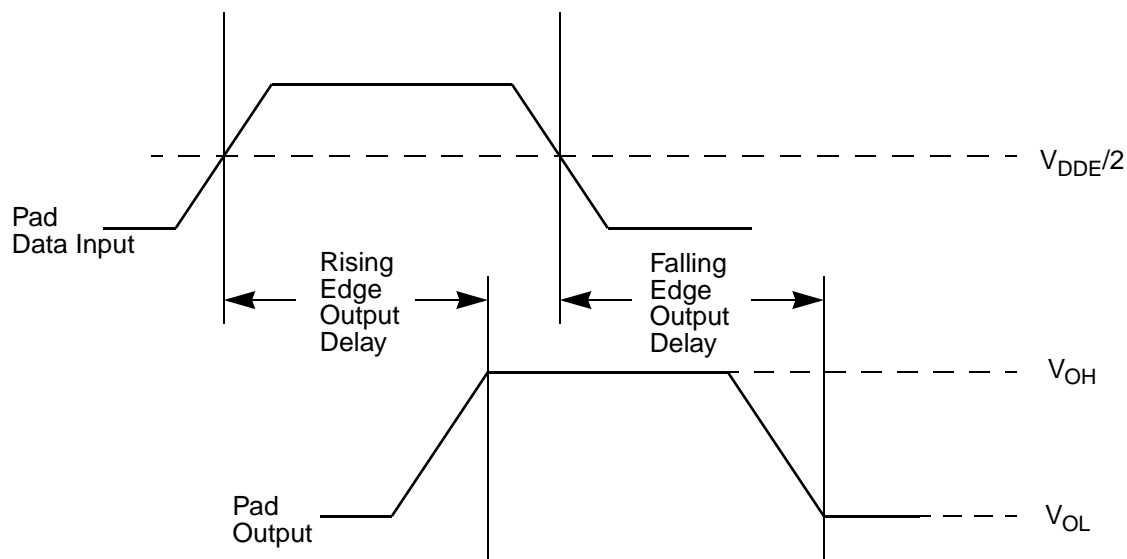 V_DDE/2
Pad
Data Input
Rising
Edge
Output
Delay
Falling
Edge
Output
Delay
V_OH
Pad
Output
V_OL